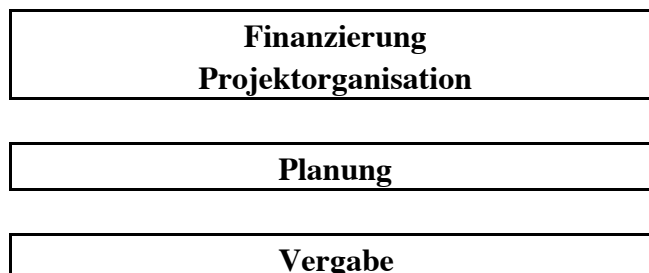 Finanzierung
Projektorganisation
Planung
Vergabe